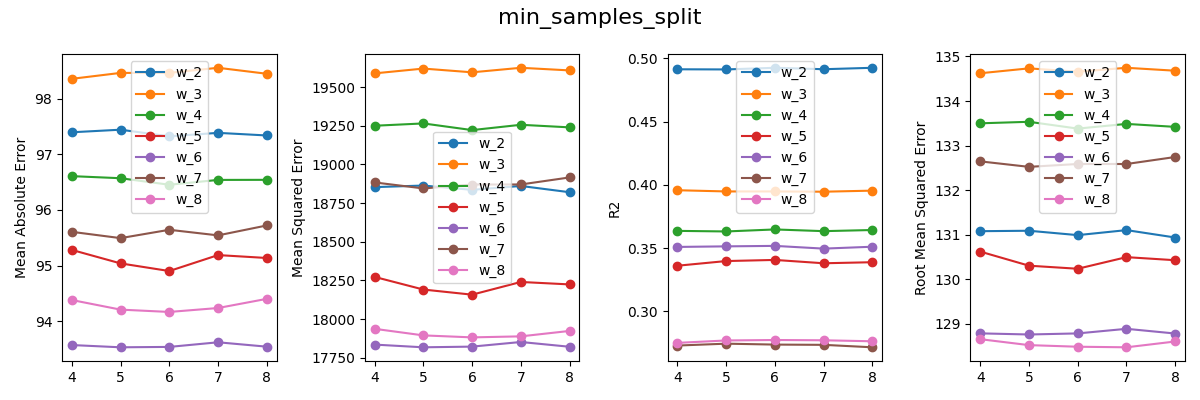 min_samples_split
Mean Absolute Error
98
97
96
95
94
4 5 6 7 8
w_2
w_3
w_4
w_5
w_6
w_7
w_8
Mean Squared Error
19500
19250
19000
18750
18500
18250
18000
17750
4 5 6 7 8
w_2
w_3
w_4
w_5
w_6
w_7
w_8
R2
0.50
0.45
0.40
0.35
0.30
4 5 6 7 8
w_2
w_3
w_4
w_5
w_6
w_7
w_8
Root Mean Squared Error
135
134
133
132
131
130
129
4 5 6 7 8
w_2
w_3
w_4
w_5
w_6
w_7
w_8